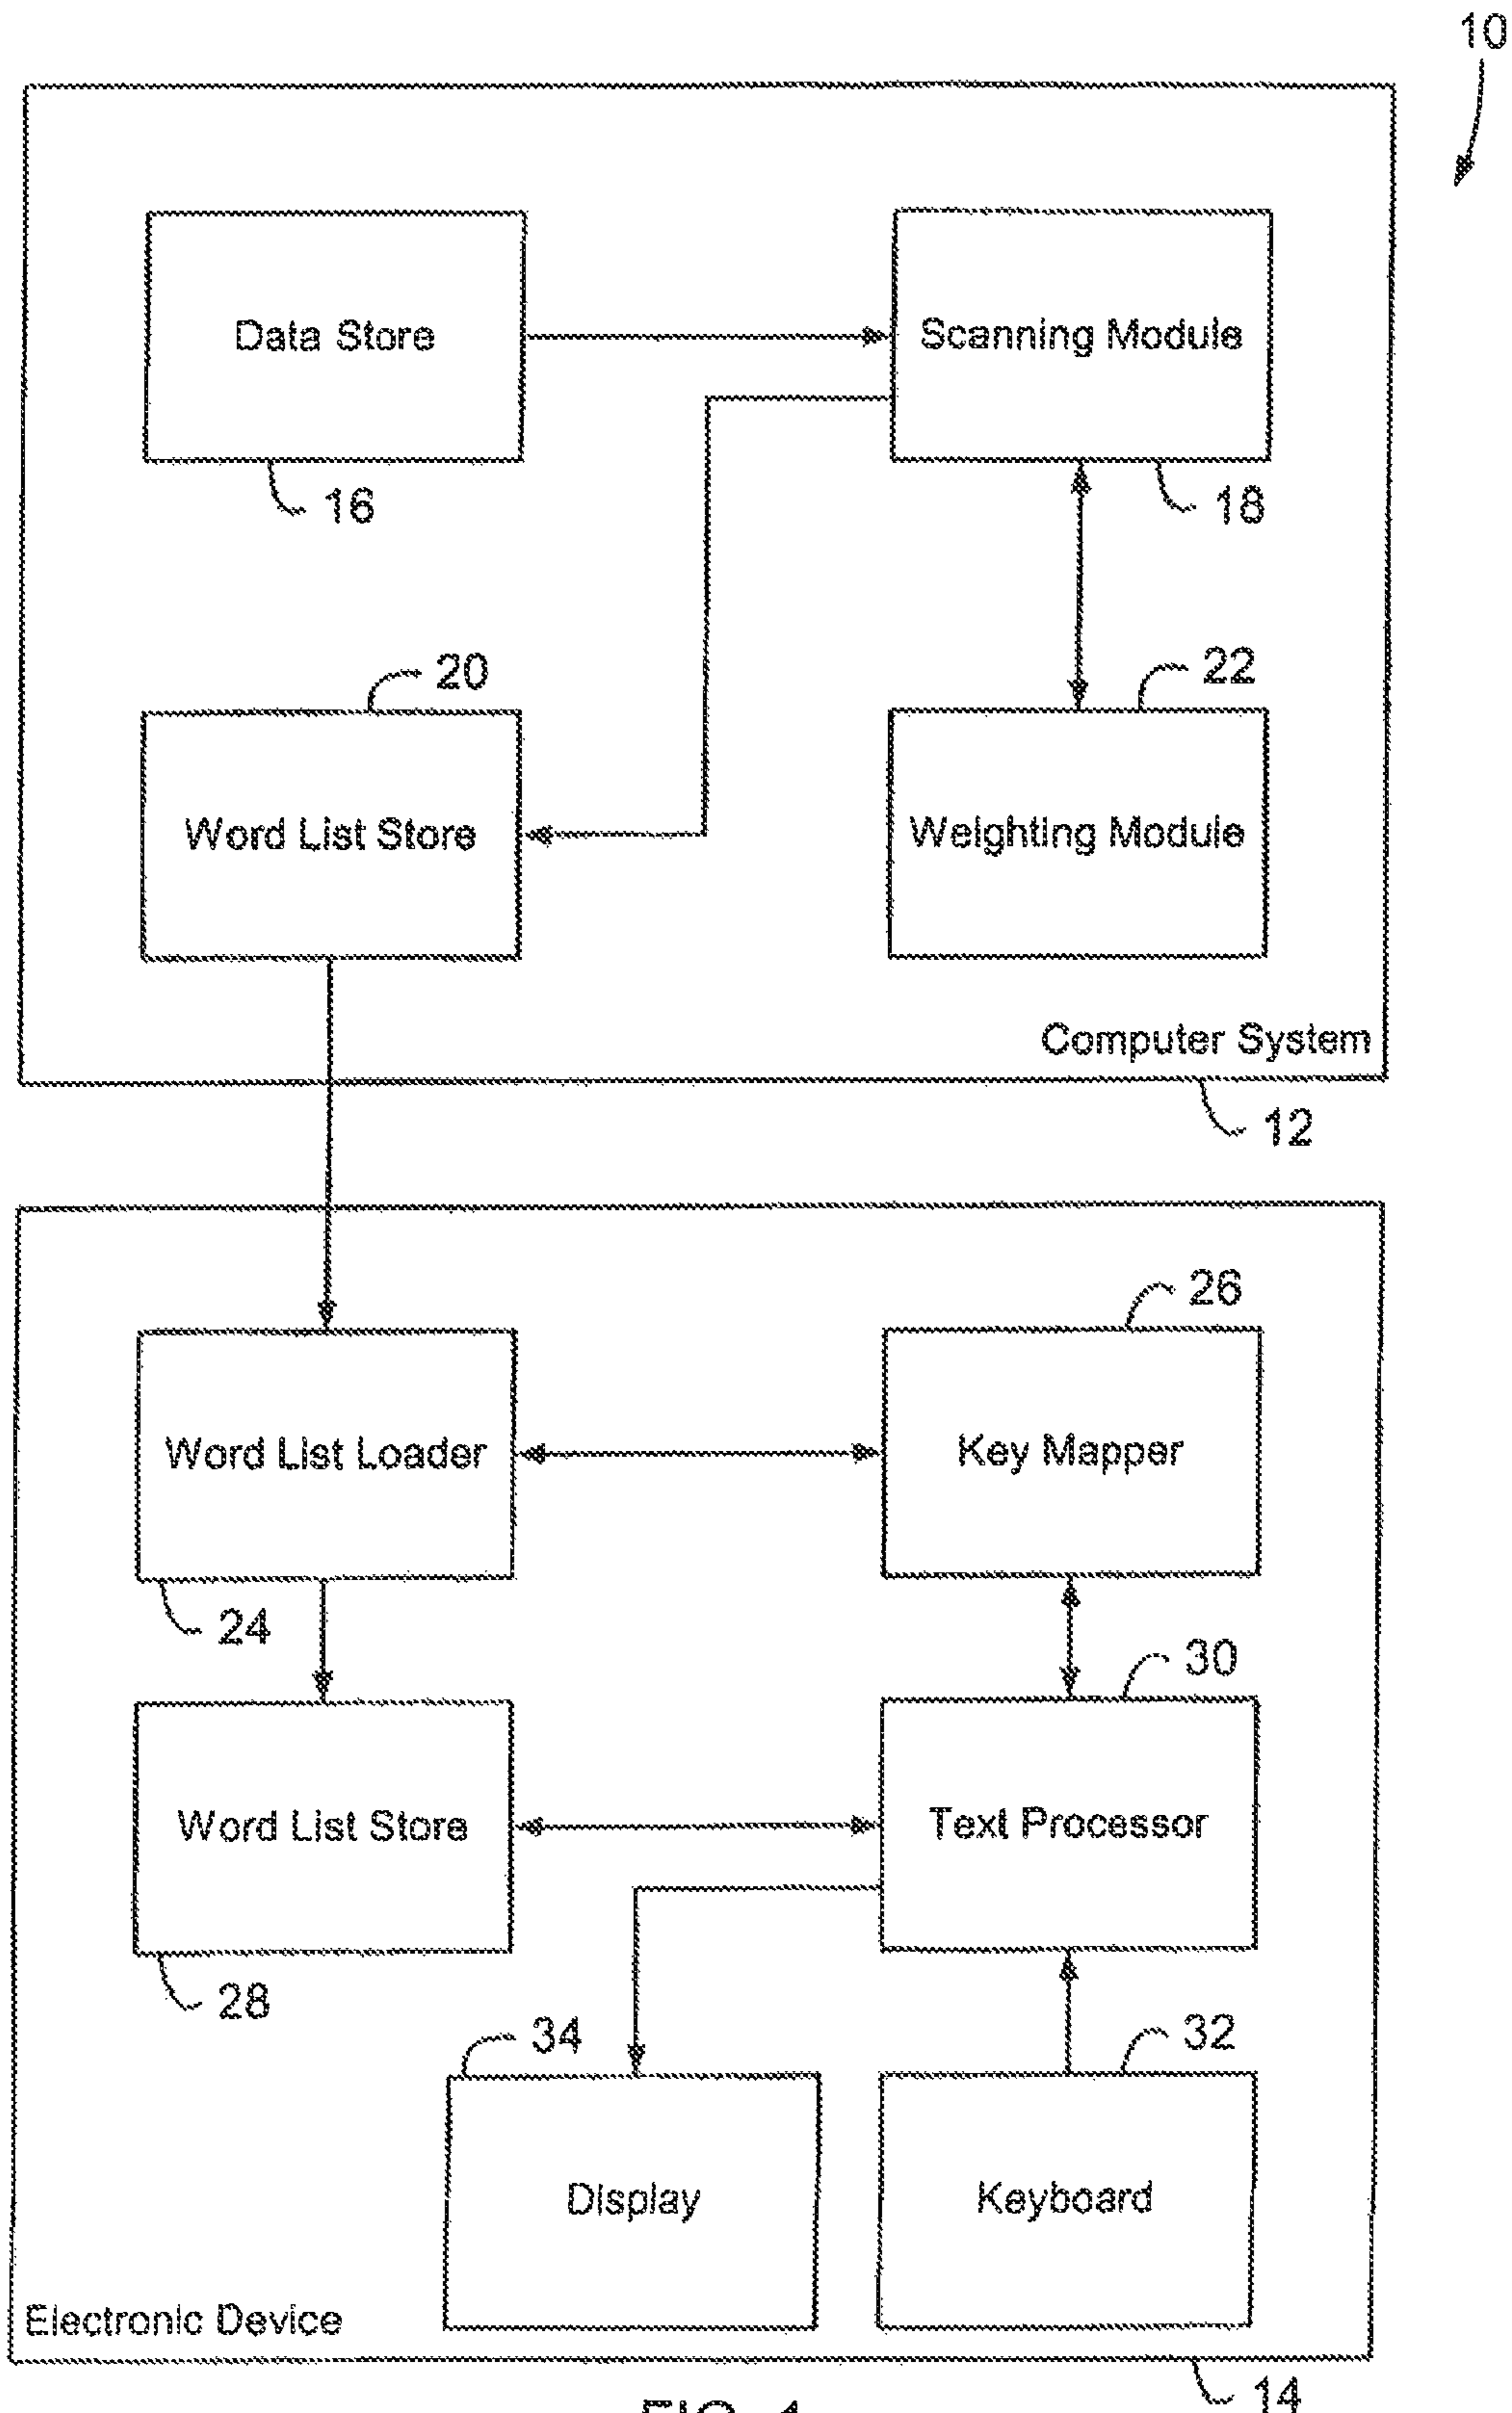 10
Data Store
Scanning Module
16
18
20
22
Word List Store
Weighting Module
Computer System
12
26
Word List Loader
Key Mapper
24
30
Word List Store
Text Processor
28
34
32
Display
Keyboard
Electronic Device
14
FIG. 1